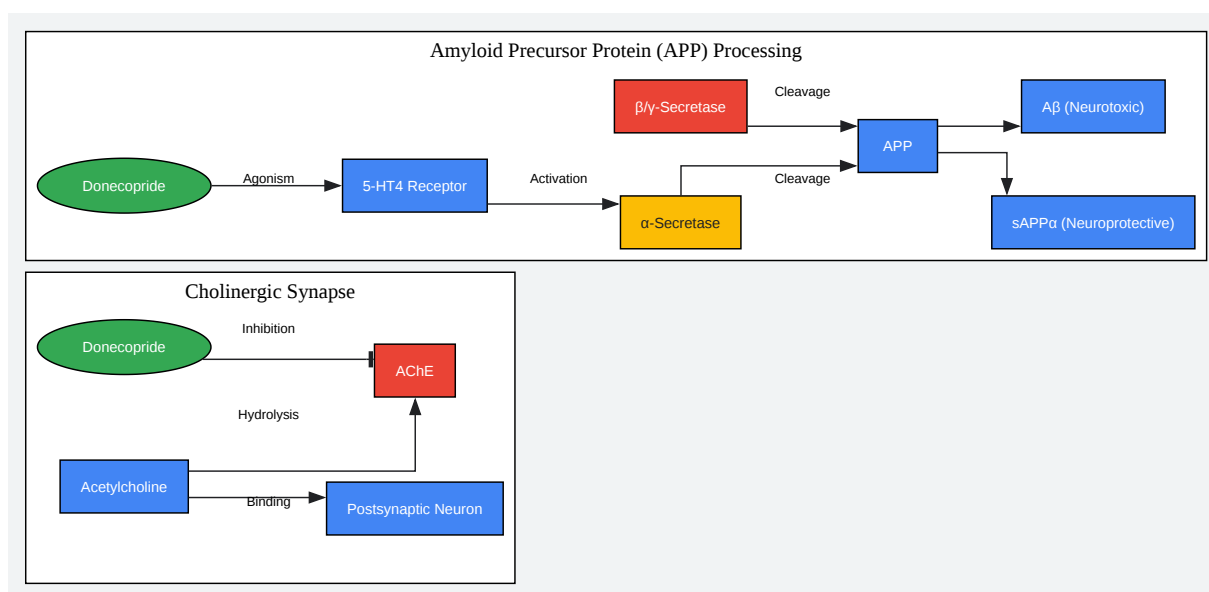 Amyloid Precursor Protein (APP) Processing
β/γ-Secretase
Cleavage
Aβ (Neurotoxic)
APP
Donecopride
Agonism
5-HT4 Receptor
Activation
Cleavage
α-Secretase
sAPPα (Neuroprotective)
Cholinergic Synapse
Donecopride
Inhibition
AChE
Hydrolysis
Acetylcholine
Binding
Postsynaptic Neuron